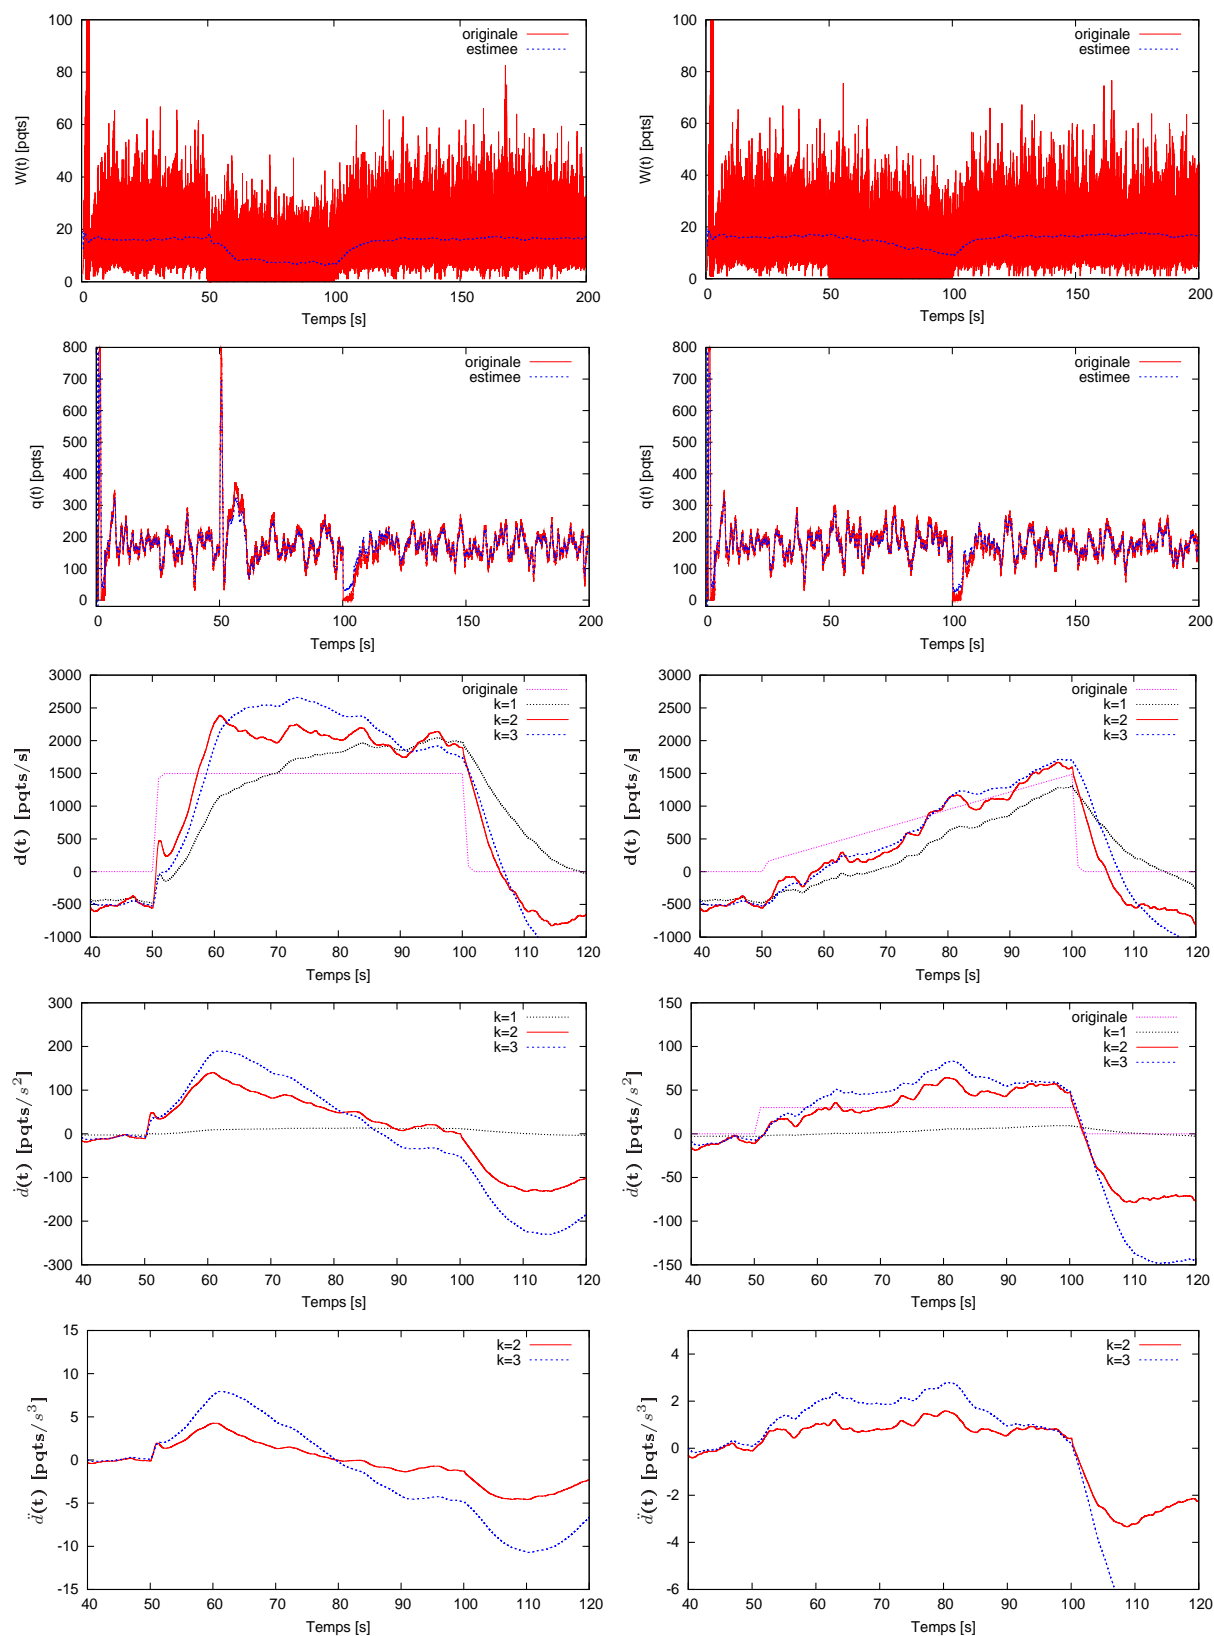 100
80
60
40
20
0
W(t) [pqts]
originale
estimee
0 50 100 150 200
Temps [s]
100
80
60
40
20
0
W(t) [pqts]
originale
estimee
0 50 100 150 200
Temps [s]
800
700
600
500
400
300
200
100
0
q(t) [pqts]
originale
estimee
0 50 100 150 200
Temps [s]
800
700
600
500
400
300
200
100
0
q(t) [pqts]
originale
estimee
0 50 100 150 200
Temps [s]
3000
2500
2000
1500
1000
500
0
-500
-1000
d(t) [pqts/s]
originale
k=1
k=2
k=3
40 50 60 70 80 90 100 110 120
Temps [s]
3000
2500
2000
1500
1000
500
0
-500
-1000
d(t) [pqts/s]
originale
k=1
k=2
k=3
40 50 60 70 80 90 100 110 120
Temps [s]
300
200
100
0
-100
-200
-300
ḋ(t) [pqts/s²]
k=1
k=2
k=3
40 50 60 70 80 90 100 110 120
Temps [s]
150
100
50
0
-50
-100
-150
ḋ(t) [pqts/s²]
originale
k=1
k=2
k=3
40 50 60 70 80 90 100 110 120
Temps [s]
15
10
5
0
-5
-10
-15
d̈(t) [pqts/s³]
k=2
k=3
40 50 60 70 80 90 100 110 120
Temps [s]
4
2
0
-2
-4
-6
d̈(t) [pqts/s³]
k=2
k=3
40 50 60 70 80 90 100 110 120
Temps [s]